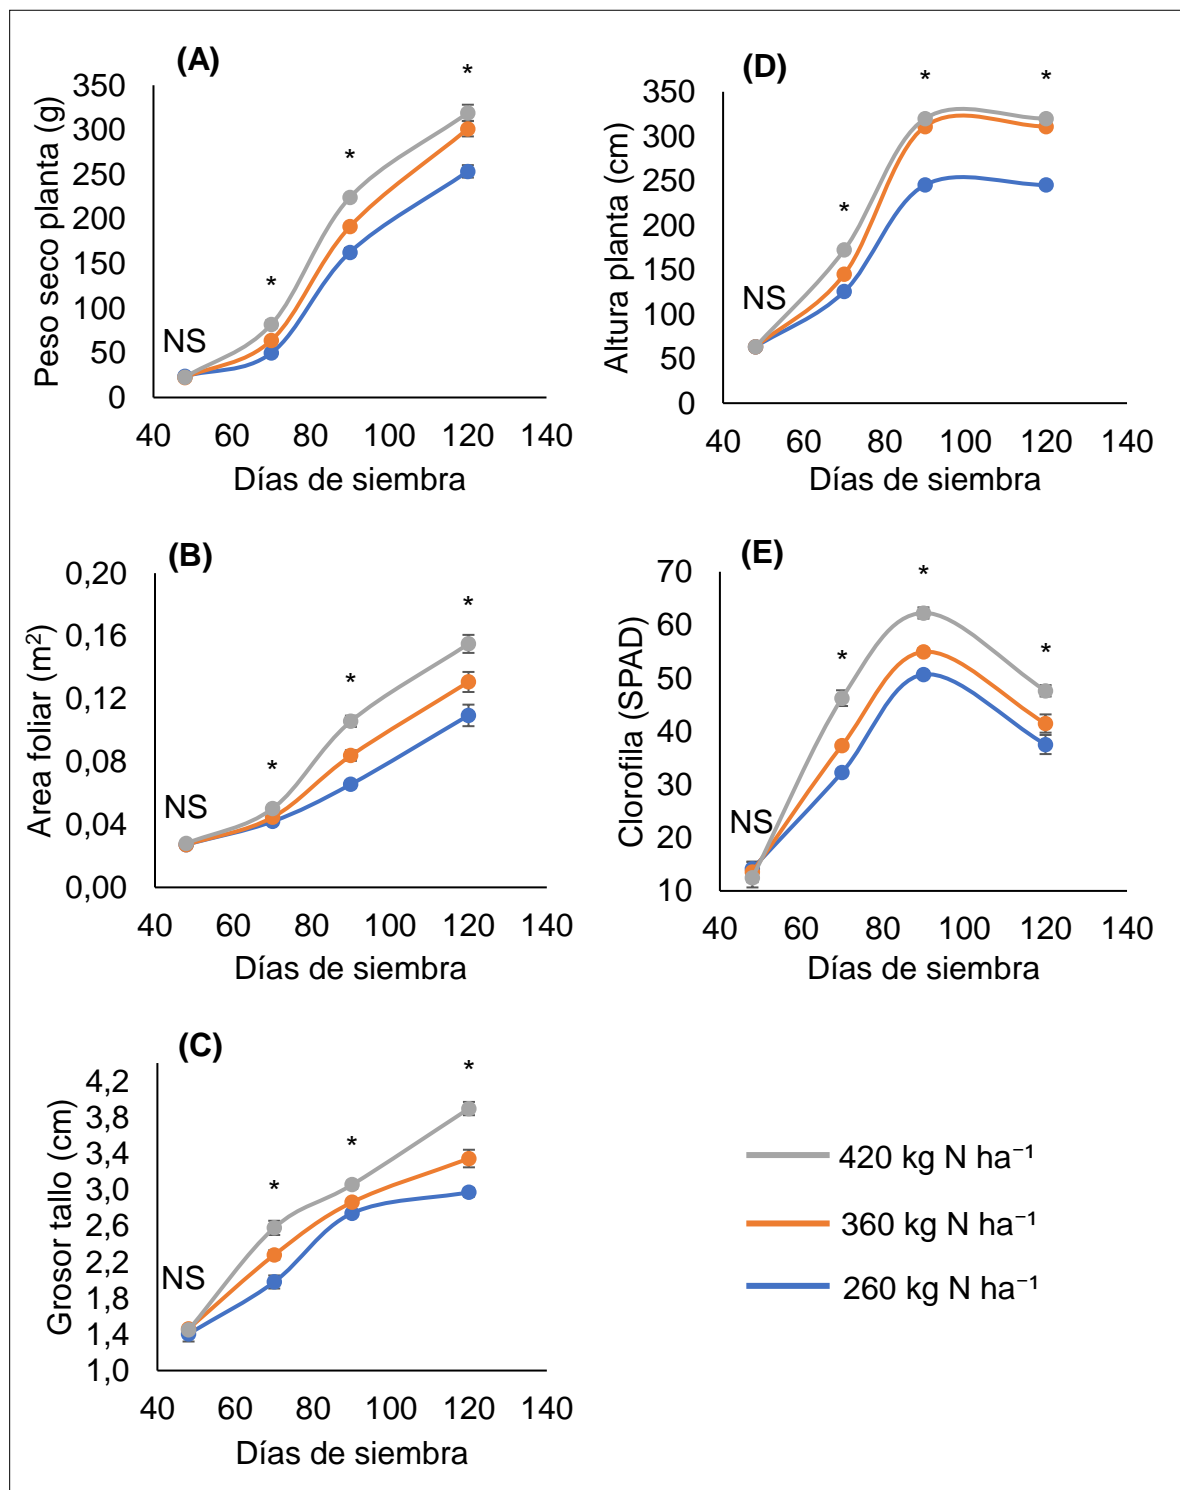 (A)
*
350
300
250
200
150
100
50
0
*
*
NS
Peso seco planta (g)
40 60 80 100 120 140
Días de siembra
(D)
* *
350
300
250
200
150
100
50
0
*
NS
Altura planta (cm)
40 60 80 100 120 140
Días de siembra
(B)
0,20
0,16
0,12
0,08
0,04
0,00
*
*
*
NS
Area foliar (m²)
40 60 80 100 120 140
Días de siembra
(E)
70
60
50
40
30
20
10
*
*
*
NS
Clorofila (SPAD)
40 60 80 100 120 140
Días de siembra
(C)
4,2
3,8
3,4
3,0
2,6
2,2
1,8
1,4
1,0
*
*
*
NS
Grosor tallo (cm)
40 60 80 100 120 140
Días de siembra
420 kg N ha⁻¹
360 kg N ha⁻¹
260 kg N ha⁻¹